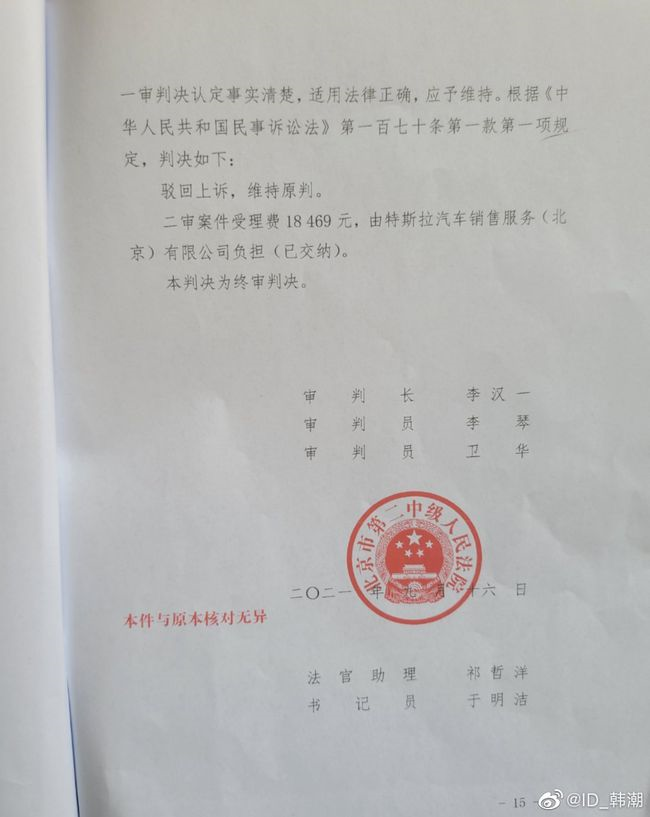 一审判决认定事实清楚，适用法律正确，应予维持。根据《中
华人民共和国民事诉讼法》第一百七十条第一款第一项规
定，判决如下：
驳回上诉，维持原判。
二审案件受理费 18 469 元，由特斯拉汽车销售服务（北
京）有限公司负担（已交纳）。
本判决为终审判决。
审 判 长 李 汉 一
审 判 员 李 琴
审 判 员 卫 华
北京市第二中级人民法院
二〇二一 年 九 月 十六 日
本件与原本核对无异
法 官 助 理 祁 哲 洋
书 记 员 于 明 洁
- 15 -
@ID_韩潮